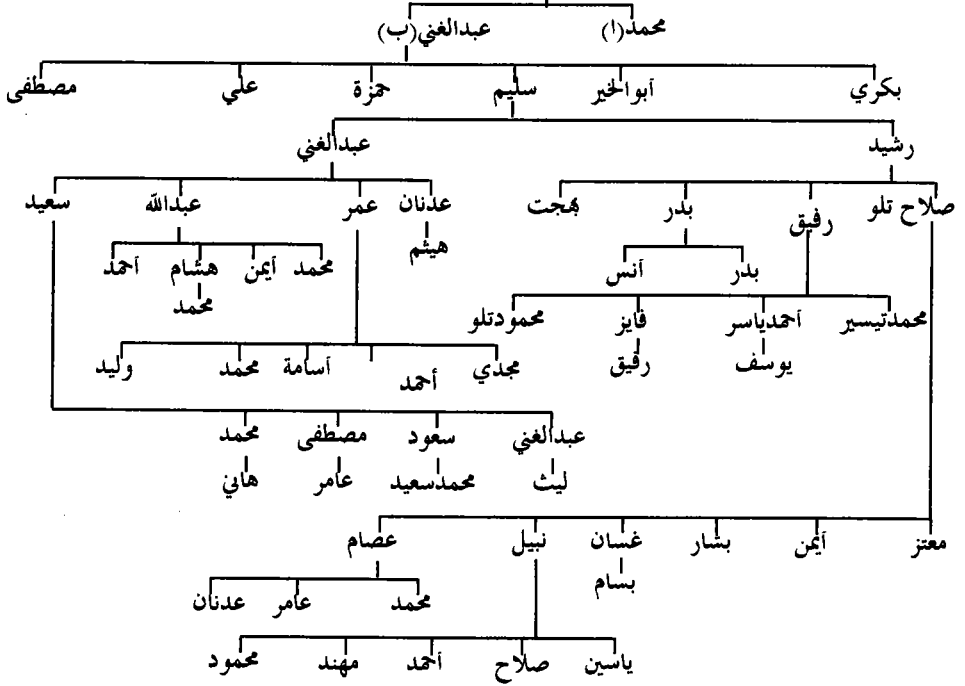 محمد(ا) عبدالغني(ب)
بكري أبوالخير سليم حمزة علي مصطفى
رشيد عبدالغني
صلاح تلو رفيق بدر بهجت عدنان عمر عبدالله سعيد
هيثم
بدر أنس محمد أيمن هشام أحمد
محمد
محمدتيسير أحمدياسر فايز محمودتلو
يوسف رفيق
مجدي أحمد أسامة محمد وليد
عبدالغني سعود مصطفى محمد
ليث محمدسعيد عامر هاني
معتز أيمن بشار غسان نبيل عصام
بسام
محمد عامر عدنان
ياسين صلاح أحمد مهند محمود